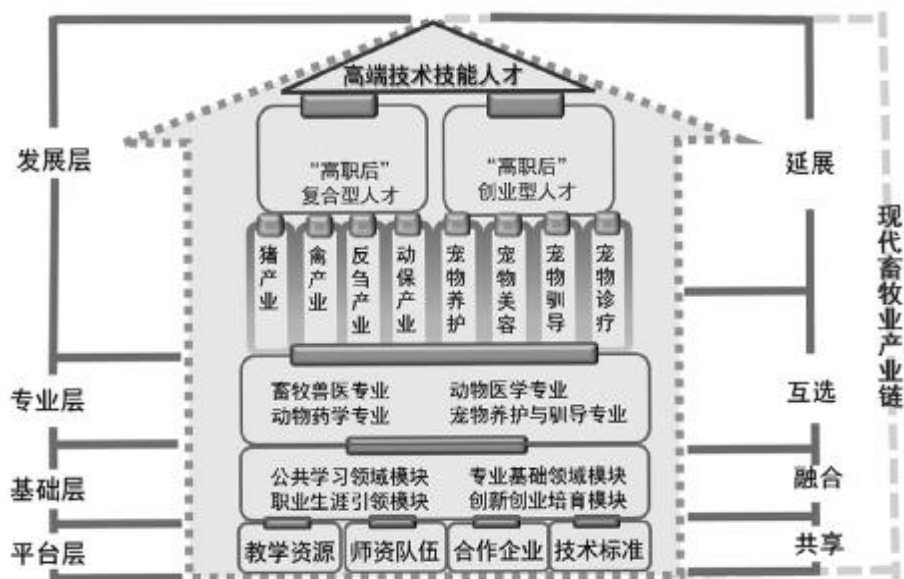 高端技术技能人才
发展层
“高职后”
复合型人才
“高职后”
创业型人才
延展
猪产业
禽产业
反刍产业
动保产业
宠物养护
宠物美容
宠物驯导
宠物诊疗
现代畜牧业产业链
专业层
畜牧兽医专业 动物医学专业
动物药学专业 宠物养护与驯导专业
互选
基础层
公共学习领域模块 专业基础领域模块
职业生涯引领模块 创新创业培育模块
融合
平台层
教学资源 师资队伍 合作企业 技术标准
共享